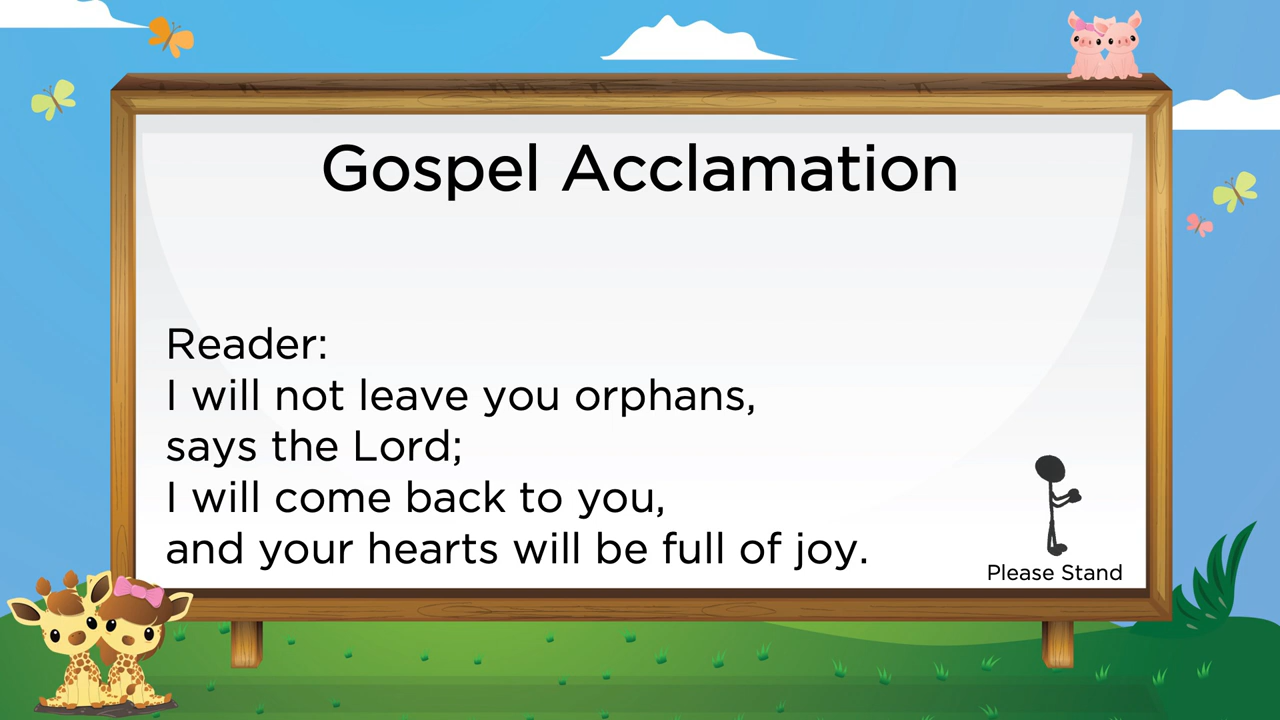 Gospel Acclamation
Reader:
I will not leave you orphans,
says the Lord;
I will come back to you,
and your hearts will be full of joy.
Please Stand